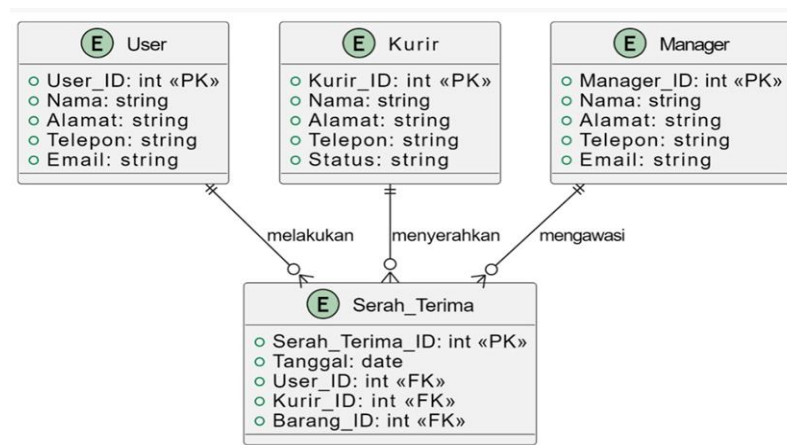 E User
User_ID: int «PK»
Nama: string
Alamat: string
Telepon: string
Email: string
E Kurir
Kurir_ID: int «PK»
Nama: string
Alamat: string
Telepon: string
Status: string
E Manager
Manager_ID: int «PK»
Nama: string
Alamat: string
Telepon: string
Email: string
melakukan
menyerahkan
mengawasi
E Serah_Terima
Serah_Terima_ID: int «PK»
Tanggal: date
User_ID: int «FK»
Kurir_ID: int «FK»
Barang_ID: int «FK»